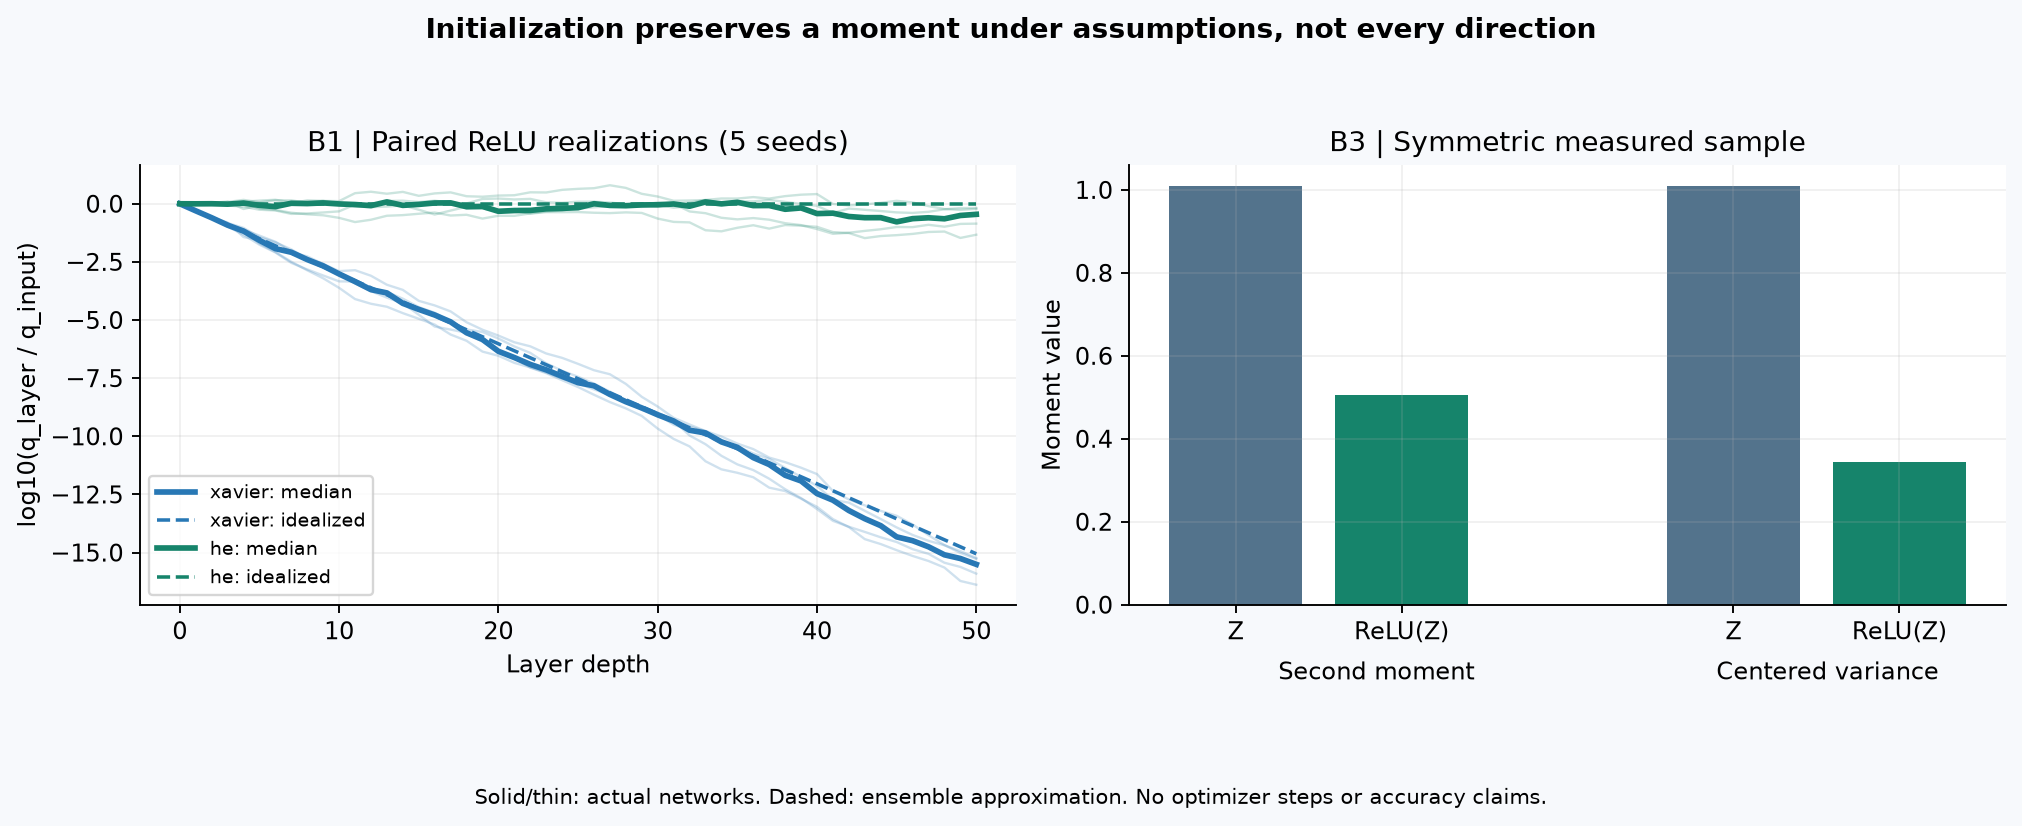 Initialization preserves a moment under assumptions, not every direction
B1 | Paired ReLU realizations (5 seeds)
log10(q_layer / q_input)
0.0
−2.5
−5.0
−7.5
−10.0
−12.5
−15.0
xavier: median
xavier: idealized
he: median
he: idealized
0 10 20 30 40 50
Layer depth
B3 | Symmetric measured sample
Moment value
1.0
0.8
0.6
0.4
0.2
0.0
Z ReLU(Z) Z ReLU(Z)
Second moment Centered variance
Solid/thin: actual networks. Dashed: ensemble approximation. No optimizer steps or accuracy claims.